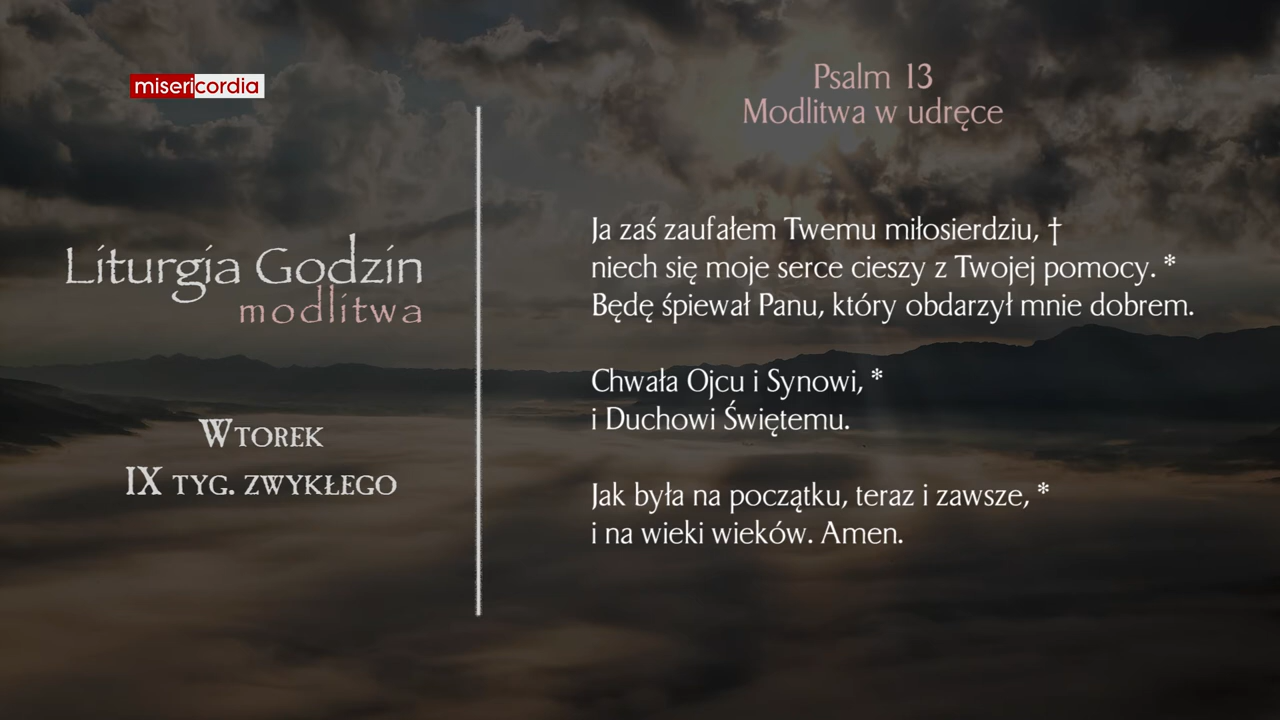 misericordia
Liturgia Godzin
modlitwa
Wtorek
IX tyg. zwykłego
Psalm 13
Modlitwa w udręce
Ja zaś zaufałem Twemu miłosierdziu, †
niech się moje serce cieszy z Twojej pomocy. *
Będę śpiewał Panu, który obdarzył mnie dobrem.
Chwała Ojcu i Synowi, *
i Duchowi Świętemu.
Jak była na początku, teraz i zawsze, *
i na wieki wieków. Amen.